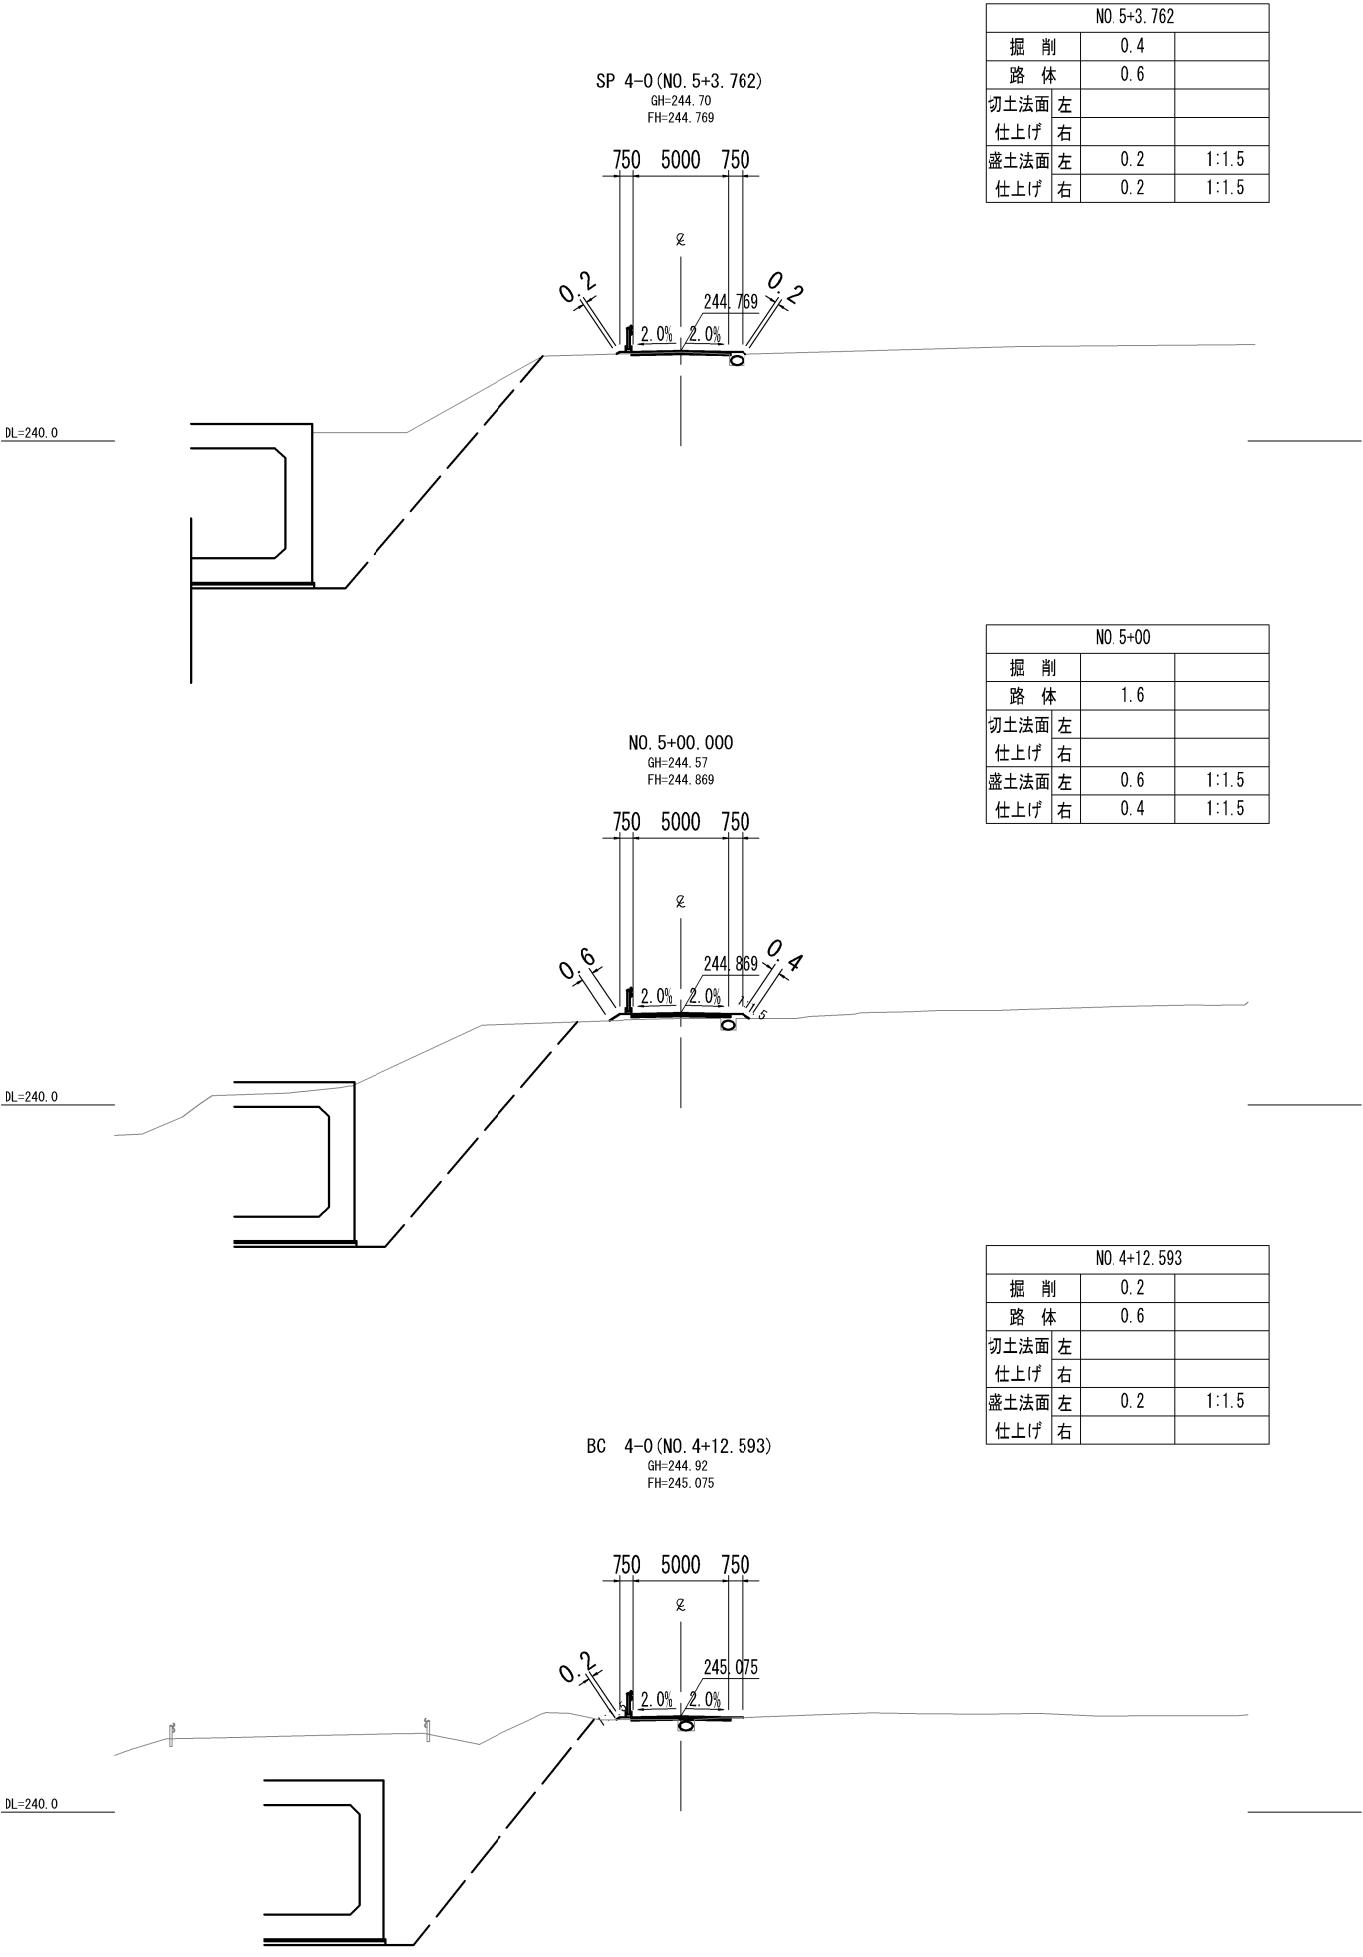 NO.5+3.762
掘 削 0.4
路 体 0.6
切土法面 左
仕上げ 右
盛土法面 左 0.2 1:1.5
仕上げ 右 0.2 1:1.5
SP 4-0(NO.5+3.762)
GH=244.70
FH=244.769
750 5000 750
0.2 0.2
244.769
2.0% 2.0%
DL=240.0
NO.5+00
掘 削
路 体 1.6
切土法面 左
仕上げ 右
盛土法面 左 0.6 1:1.5
仕上げ 右 0.4 1:1.5
NO.5+00.000
GH=244.57
FH=244.869
750 5000 750
0.6 0.4
244.869
2.0% 2.0%
1:1.5
DL=240.0
NO.4+12.593
掘 削 0.2
路 体 0.6
切土法面 左
仕上げ 右
盛土法面 左 0.2 1:1.5
仕上げ 右
BC 4-0(NO.4+12.593)
GH=244.92
FH=245.075
750 5000 750
0.2
245.075
2.0% 2.0%
DL=240.0